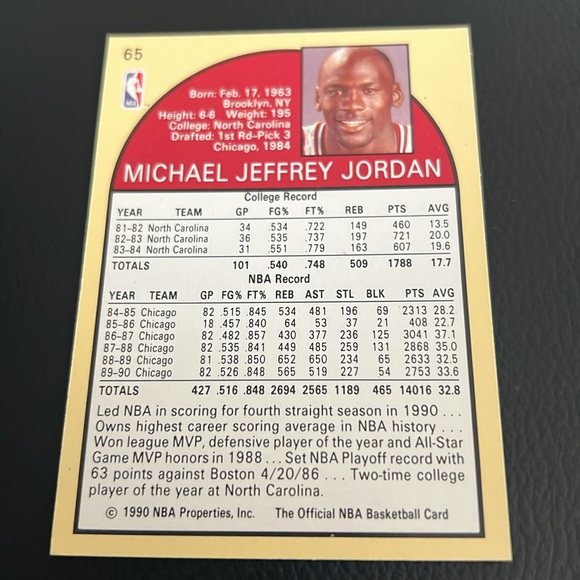 65
NBA
Born: Feb. 17, 1963
Brooklyn, NY
Height: 6-6 Weight: 195
College: North Carolina
Drafted: 1st Rd-Pick 3
Chicago, 1984
MICHAEL JEFFREY JORDAN
College Record
YEAR TEAM GP FG% FT% REB PTS AVG
81-82 North Carolina 34 .534 .722 149 460 13.5
82-83 North Carolina 36 .535 .737 197 721 20.0
83-84 North Carolina 31 .551 .779 163 607 19.6
TOTALS 101 .540 .748 509 1788 17.7
NBA Record
YEAR TEAM GP FG% FT% REB AST STL BLK PTS AVG
84-85 Chicago 82 .515 .845 534 481 196 69 2313 28.2
85-86 Chicago 18 .457 .840 64 53 37 21 408 22.7
86-87 Chicago 82 .482 .857 430 377 236 125 3041 37.1
87-88 Chicago 82 .535 .841 449 485 259 131 2868 35.0
88-89 Chicago 81 .538 .850 652 650 234 65 2633 32.5
89-90 Chicago 82 .526 .848 565 519 227 54 2753 33.6
TOTALS 427 .516 .848 2694 2565 1189 465 14016 32.8
Led NBA in scoring for fourth straight season in 1990 . . .
Owns highest career scoring average in NBA history . . .
Won league MVP, defensive player of the year and All-Star
Game MVP honors in 1988 . . . Set NBA Playoff record with
63 points against Boston 4/20/86 . . . Two-time college
player of the year at North Carolina.
© 1990 NBA Properties, Inc. The Official NBA Basketball Card